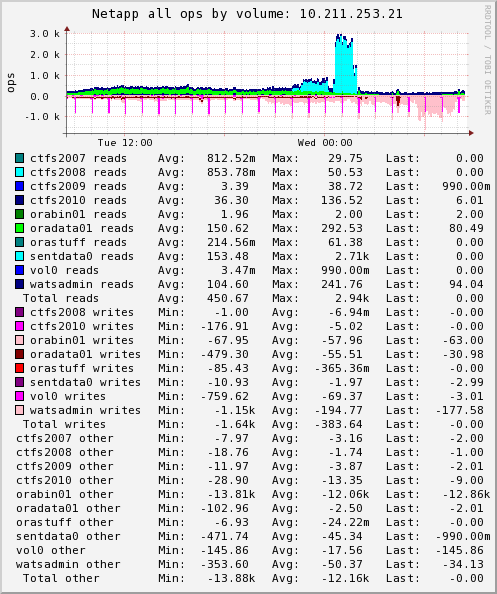 Netapp all ops by volume: 10.211.253.21
RRDTOOL / TOBI OETIKER
ops
3.0 k
2.0 k
1.0 k
0.0
-1.0 k
Tue 12:00 Wed 00:00
ctfs2007 reads Avg: 812.52m Max: 29.75 Last: 0.00
ctfs2008 reads Avg: 853.78m Max: 50.53 Last: 0.00
ctfs2009 reads Avg: 3.39 Max: 38.72 Last: 990.00m
ctfs2010 reads Avg: 36.30 Max: 136.52 Last: 6.01
orabin01 reads Avg: 1.96 Max: 2.00 Last: 2.00
oradata01 reads Avg: 150.62 Max: 292.53 Last: 80.49
orastuff reads Avg: 214.56m Max: 61.38 Last: 0.00
sentdata0 reads Avg: 153.48 Max: 2.71k Last: 0.00
vol0 reads Avg: 3.47m Max: 990.00m Last: 0.00
watsadmin reads Avg: 104.60 Max: 241.76 Last: 94.04
Total reads Avg: 450.67 Max: 2.94k Last: 0.00
ctfs2008 writes Min: -1.00 Avg: -6.94m Last: -0.00
ctfs2010 writes Min: -176.91 Avg: -5.02 Last: -0.00
orabin01 writes Min: -67.95 Avg: -57.96 Last: -63.00
oradata01 writes Min: -479.30 Avg: -55.51 Last: -30.98
orastuff writes Min: -85.43 Avg: -365.36m Last: -0.00
sentdata0 writes Min: -10.93 Avg: -1.97 Last: -2.99
vol0 writes Min: -759.62 Avg: -69.37 Last: -3.01
watsadmin writes Min: -1.15k Avg: -194.77 Last: -177.58
Total writes Min: -1.64k Avg: -383.64 Last: -0.00
ctfs2007 other Min: -7.97 Avg: -3.16 Last: -2.00
ctfs2008 other Min: -18.76 Avg: -1.74 Last: -1.00
ctfs2009 other Min: -11.97 Avg: -3.87 Last: -2.01
ctfs2010 other Min: -28.90 Avg: -13.35 Last: -9.00
orabin01 other Min: -13.81k Avg: -12.06k Last: -12.86k
oradata01 other Min: -102.96 Avg: -2.50 Last: -2.01
orastuff other Min: -6.93 Avg: -24.22m Last: -0.00
sentdata0 other Min: -471.74 Avg: -45.34 Last: -990.00m
vol0 other Min: -145.86 Avg: -17.56 Last: -145.86
watsadmin other Min: -353.60 Avg: -50.37 Last: -34.13
Total other Min: -13.88k Avg: -12.16k Last: -0.00